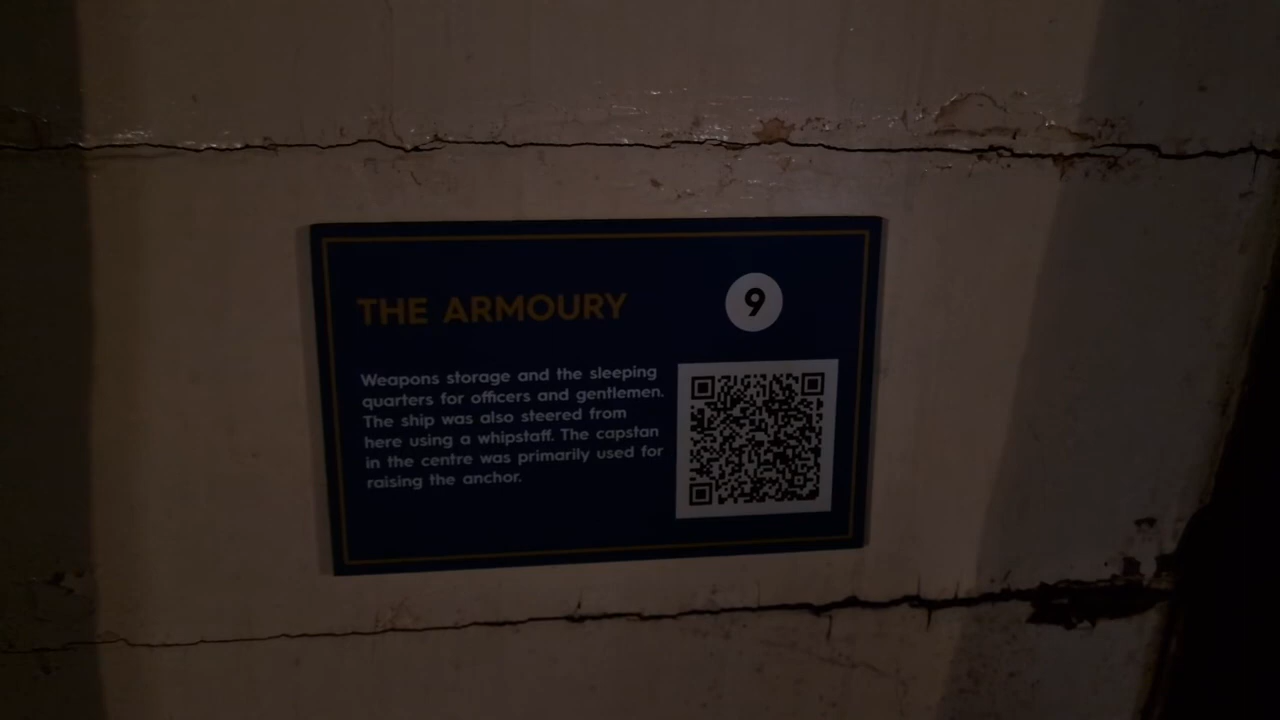 THE ARMOURY
9
Weapons storage and the sleeping
quarters for officers and gentlemen.
The ship was also steered from
here using a whipstaff. The capstan
in the centre was primarily used for
raising the anchor.